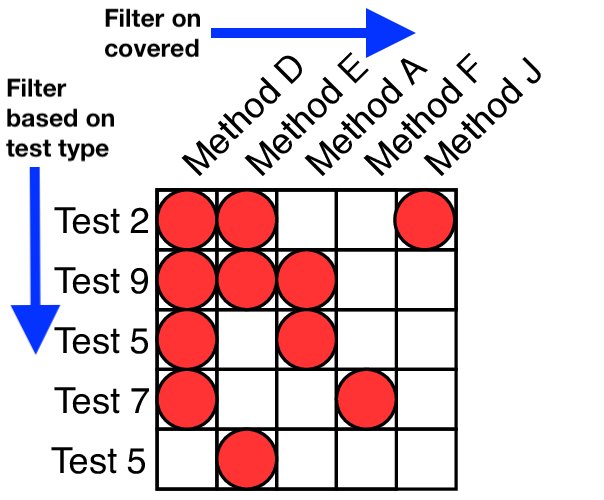 Filter on
covered
Filter
based on
test type
Method D
Method E
Method A
Method F
Method J
Test 2
Test 9
Test 5
Test 7
Test 5